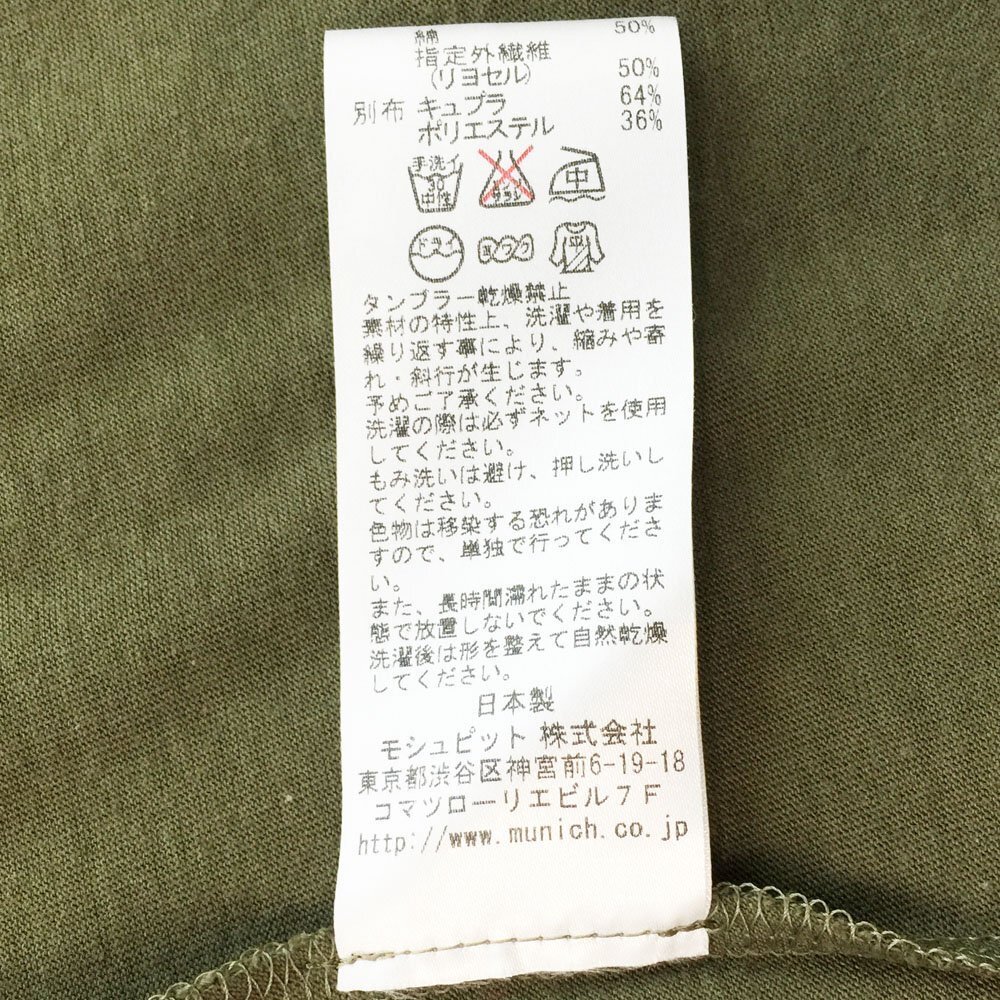 綿 50%
指定外繊維
(リヨセル) 50%
別布 キュプラ 64%
ポリエステル 36%
手洗イ
30
中性
エンソ
サラシ
中
ドライ
ヨワク
平
タンブラー乾燥禁止
素材の特性上、洗濯や着用を
繰り返す事により、縮みや寄
れ・斜行が生じます。
予めご了承ください。
洗濯の際は必ずネットを使用
してください。
もみ洗いは避け、押し洗いし
てください。
色物は移染する恐れがありま
すので、単独で行ってくださ
い。
また、長時間濡れたままの状
態で放置しないでください。
洗濯後は形を整えて自然乾燥
してください。
日本製
モシュピット 株式会社
東京都渋谷区神宮前6-19-18
コマツローリエビル7F
http://www.munich.co.jp